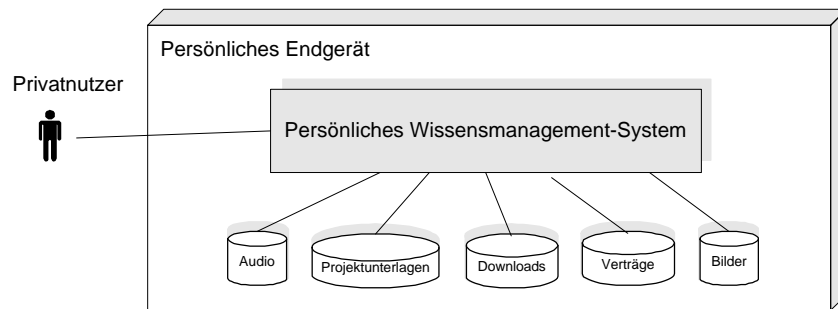 Persönliches Endgerät
Privatnutzer
Persönliches Wissensmanagement-System
Audio
Projektunterlagen
Downloads
Verträge
Bilder